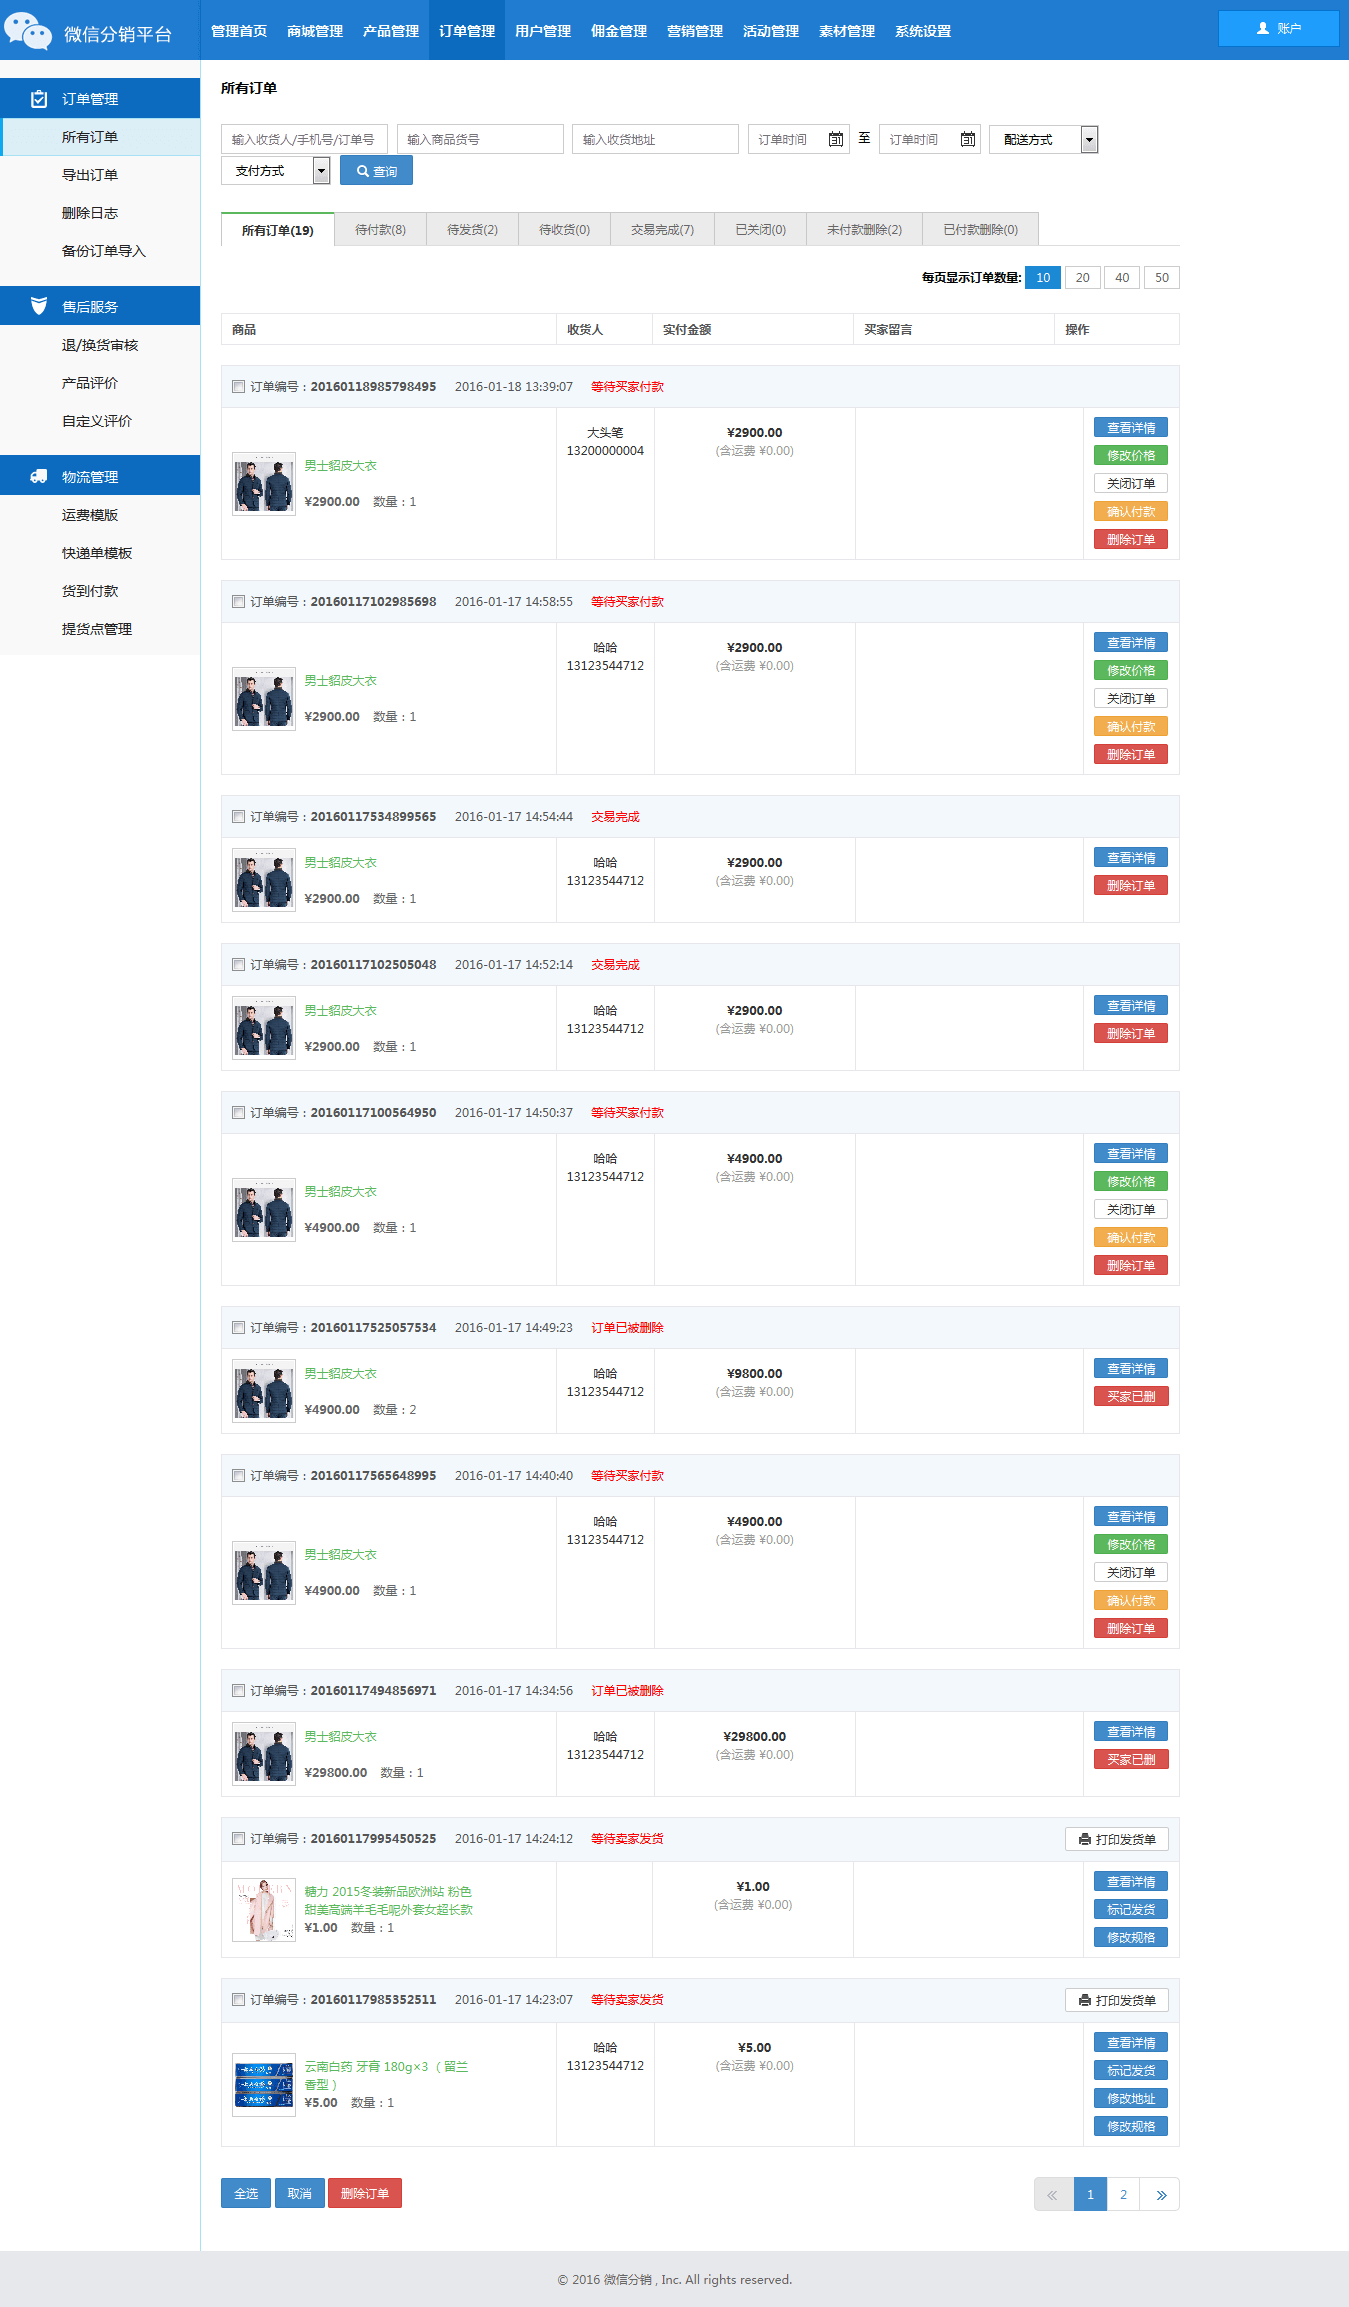 微信分销平台
管理首页 商城管理 产品管理 订单管理 用户管理 佣金管理 营销管理 活动管理 素材管理 系统设置
账户
订单管理
所有订单
导出订单
删除日志
备份订单导入
售后服务
退/换货审核
产品评价
自定义评价
物流管理
运费模版
快递单模板
货到付款
提货点管理
所有订单
输入收货人/手机号/订单号 输入商品货号 输入收货地址 订单时间 31 至 订单时间 31 配送方式
支付方式 查询
所有订单(19) 待付款(8) 待发货(2) 待收货(0) 交易完成(7) 已关闭(0) 未付款删除(2) 已付款删除(0)
每页显示订单数量: 10 20 40 50
商品 收货人 实付金额 买家留言 操作
订单编号：20160118985798495 2016-01-18 13:39:07 等待买家付款
男士貂皮大衣
¥2900.00 数量：1
大头笔
13200000004
¥2900.00
(含运费 ¥0.00)
查看详情
修改价格
关闭订单
确认付款
删除订单
订单编号：20160117102985698 2016-01-17 14:58:55 等待买家付款
男士貂皮大衣
¥2900.00 数量：1
哈哈
13123544712
¥2900.00
(含运费 ¥0.00)
查看详情
修改价格
关闭订单
确认付款
删除订单
订单编号：20160117534899565 2016-01-17 14:54:44 交易完成
男士貂皮大衣
¥2900.00 数量：1
哈哈
13123544712
¥2900.00
(含运费 ¥0.00)
查看详情
删除订单
订单编号：20160117102505048 2016-01-17 14:52:14 交易完成
男士貂皮大衣
¥2900.00 数量：1
哈哈
13123544712
¥2900.00
(含运费 ¥0.00)
查看详情
删除订单
订单编号：20160117100564950 2016-01-17 14:50:37 等待买家付款
男士貂皮大衣
¥4900.00 数量：1
哈哈
13123544712
¥4900.00
(含运费 ¥0.00)
查看详情
修改价格
关闭订单
确认付款
删除订单
订单编号：20160117525057534 2016-01-17 14:49:23 订单已被删除
男士貂皮大衣
¥4900.00 数量：2
哈哈
13123544712
¥9800.00
(含运费 ¥0.00)
查看详情
买家已删
订单编号：20160117565648995 2016-01-17 14:40:40 等待买家付款
男士貂皮大衣
¥4900.00 数量：1
哈哈
13123544712
¥4900.00
(含运费 ¥0.00)
查看详情
修改价格
关闭订单
确认付款
删除订单
订单编号：20160117494856971 2016-01-17 14:34:56 订单已被删除
男士貂皮大衣
¥29800.00 数量：1
哈哈
13123544712
¥29800.00
(含运费 ¥0.00)
查看详情
买家已删
订单编号：20160117995450525 2016-01-17 14:24:12 等待卖家发货 打印发货单
糖力 2015冬装新品欧洲站 粉色
甜美高端羊毛毛呢外套女超长款
¥1.00 数量：1
¥1.00
(含运费 ¥0.00)
查看详情
标记发货
修改规格
订单编号：20160117985352511 2016-01-17 14:23:07 等待卖家发货 打印发货单
云南白药 牙膏 180g×3 （留兰
香型）
¥5.00 数量：1
哈哈
13123544712
¥5.00
(含运费 ¥0.00)
查看详情
标记发货
修改地址
修改规格
全选 取消 删除订单
« 1 2 »
© 2016 微信分销 , Inc. All rights reserved.